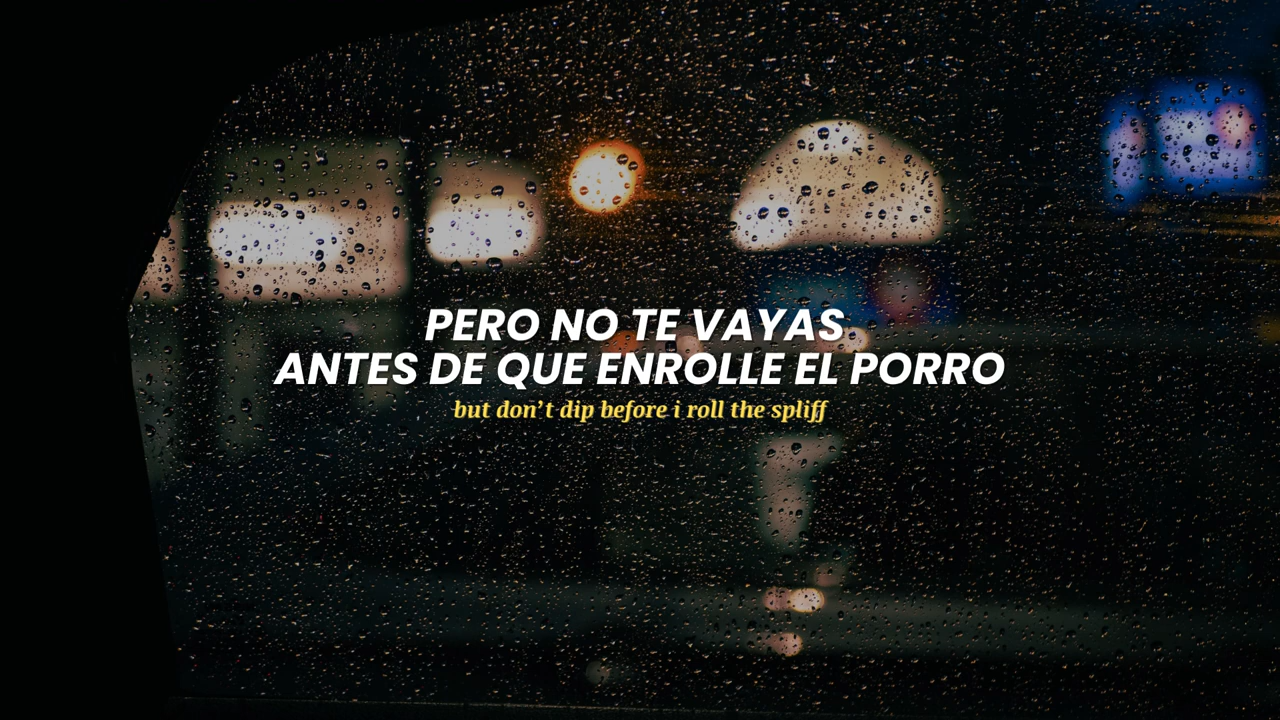 PERO NO TE VAYAS
ANTES DE QUE ENROLLE EL PORRO
but don't dip before i roll the spliff